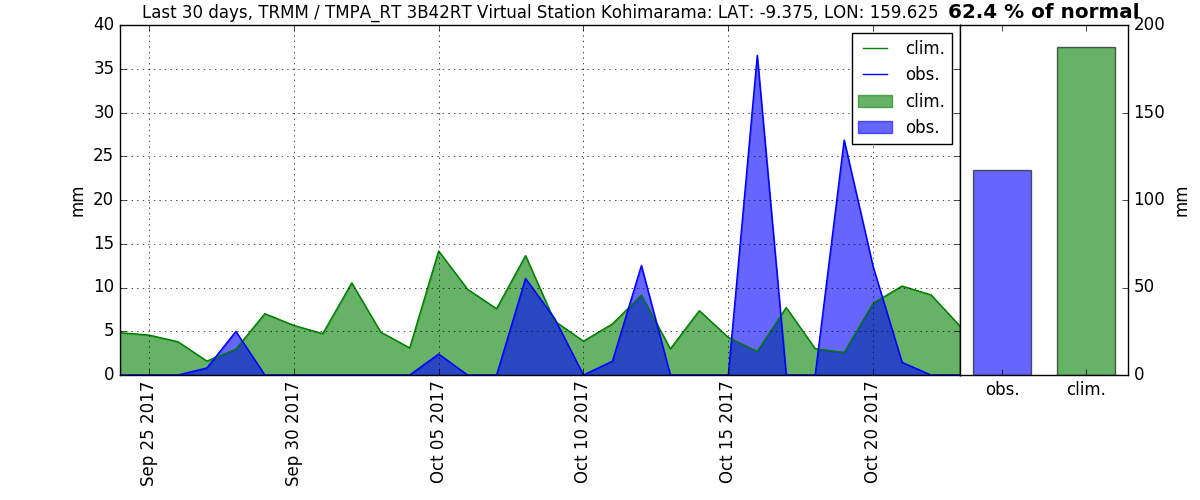 Last 30 days, TRMM / TMPA_RT 3B42RT Virtual Station Kohimarama: LAT: -9.375, LON: 159.625
62.4 % of normal
40
35
30
25
20
15
10
5
0
mm
clim.
obs.
clim.
obs.
Sep 25 2017
Sep 30 2017
Oct 05 2017
Oct 10 2017
Oct 15 2017
Oct 20 2017
200
150
100
50
0
mm
obs.
clim.